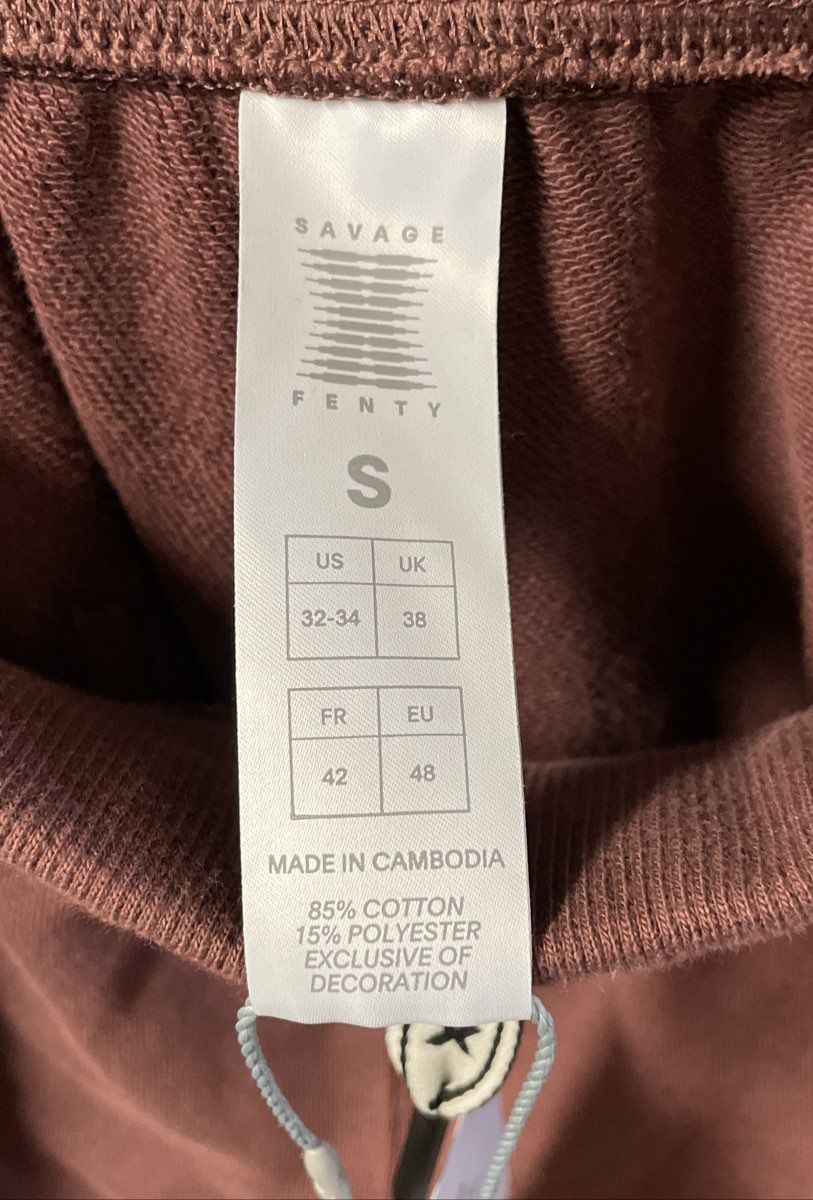 SAVAGE
FENTY
S
US UK
32-34 38
FR EU
42 48
MADE IN CAMBODIA
85% COTTON
15% POLYESTER
EXCLUSIVE OF
DECORATION